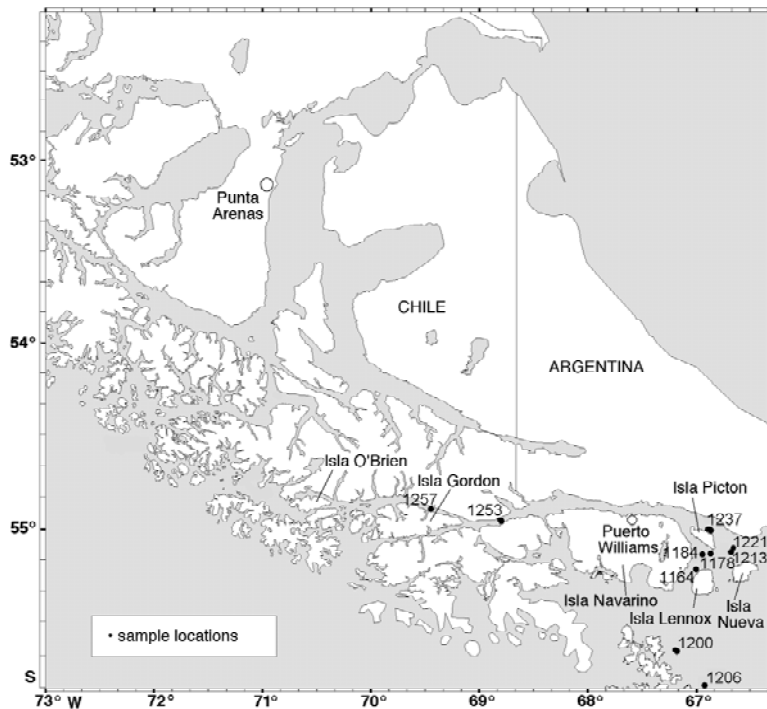 53°
Punta
Arenas
CHILE
54°
ARGENTINA
Isla O'Brien
Isla Gordon
1257
1253
Isla Picton
1237
55°
Puerto
Williams
1221
1184
1213
1178
1164
Isla Navarino
Isla Lennox
Isla
Nueva
• sample locations
1200
1206
S
73° W
72°
71°
70°
69°
68°
67°